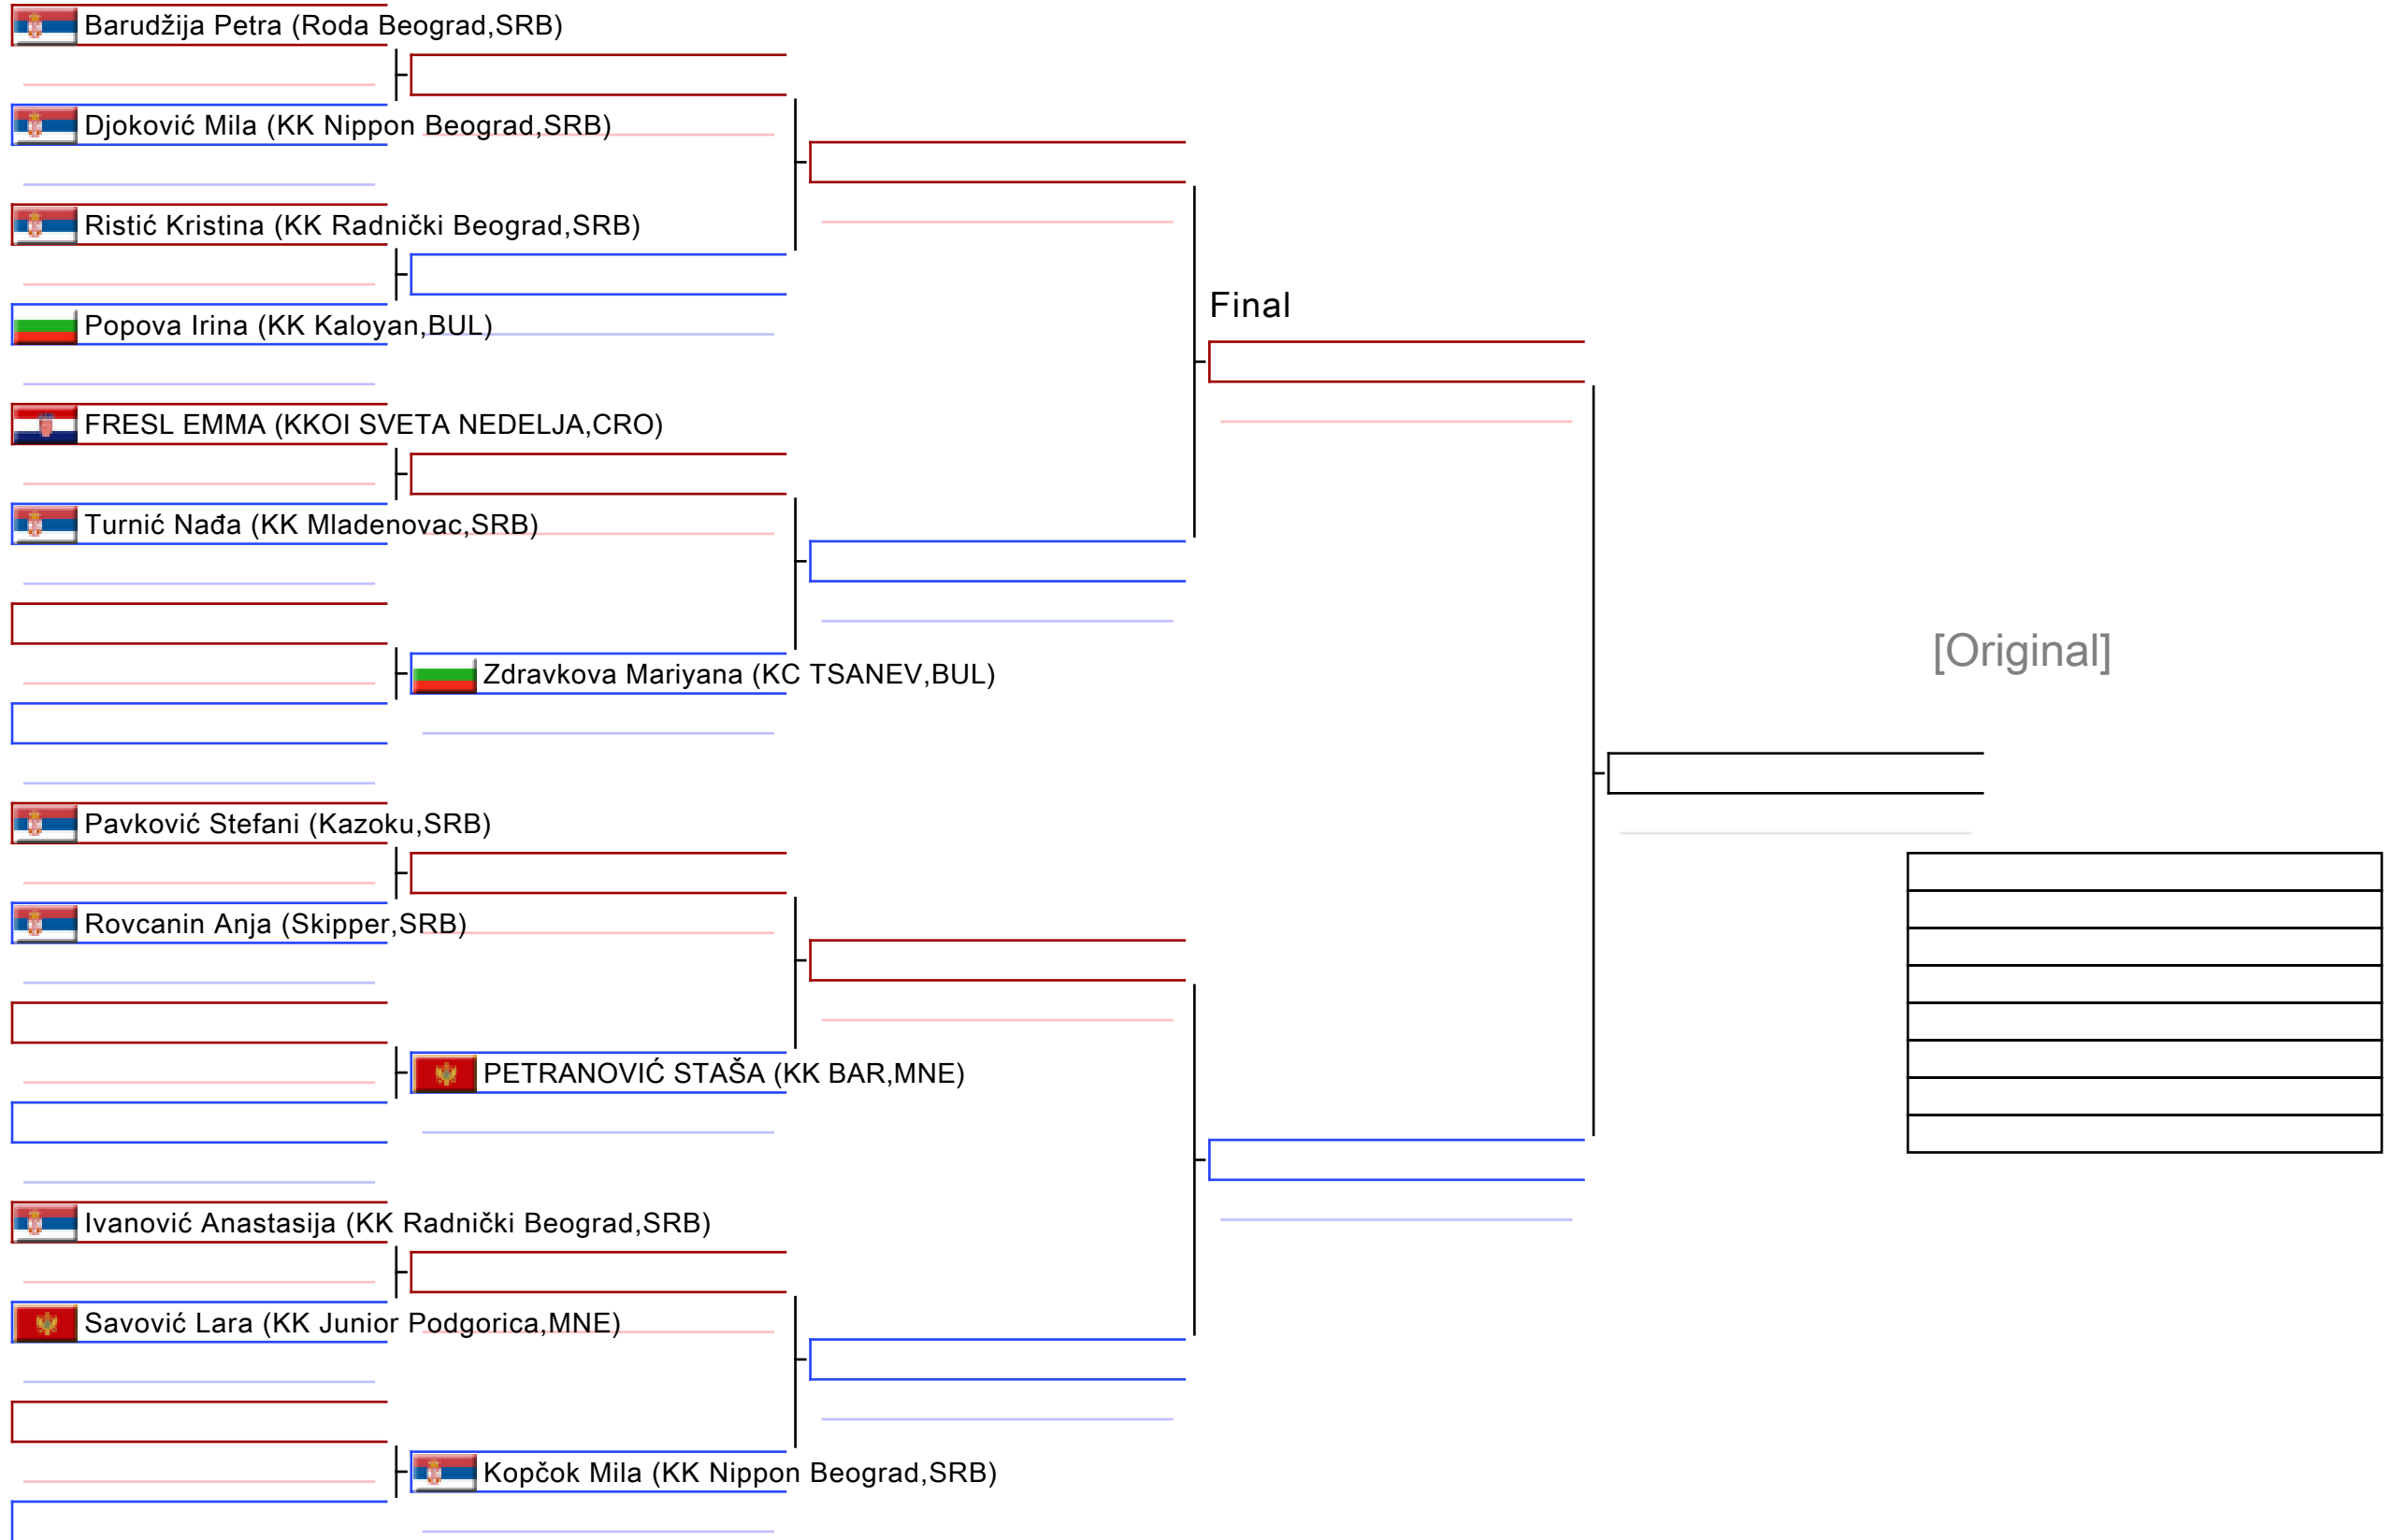 Barudžija Petra (Roda Beograd,SRB)
Djoković Mila (KK Nippon Beograd,SRB)
Ristić Kristina (KK Radnički Beograd,SRB)
Popova Irina (KK Kaloyan,BUL)
Final
FRESL EMMA (KKOI SVETA NEDELJA,CRO)
Turnić Nađa (KK Mladenovac,SRB)
[Original]
Zdravkova Mariyana (KC TSANEV,BUL)
Pavković Stefani (Kazoku,SRB)
Rovcanin Anja (Skipper,SRB)
PETRANOVIĆ STAŠA (KK BAR,MNE)
Ivanović Anastasija (KK Radnički Beograd,SRB)
Savović Lara (KK Junior Podgorica,MNE)
Kopčok Mila (KK Nippon Beograd,SRB)